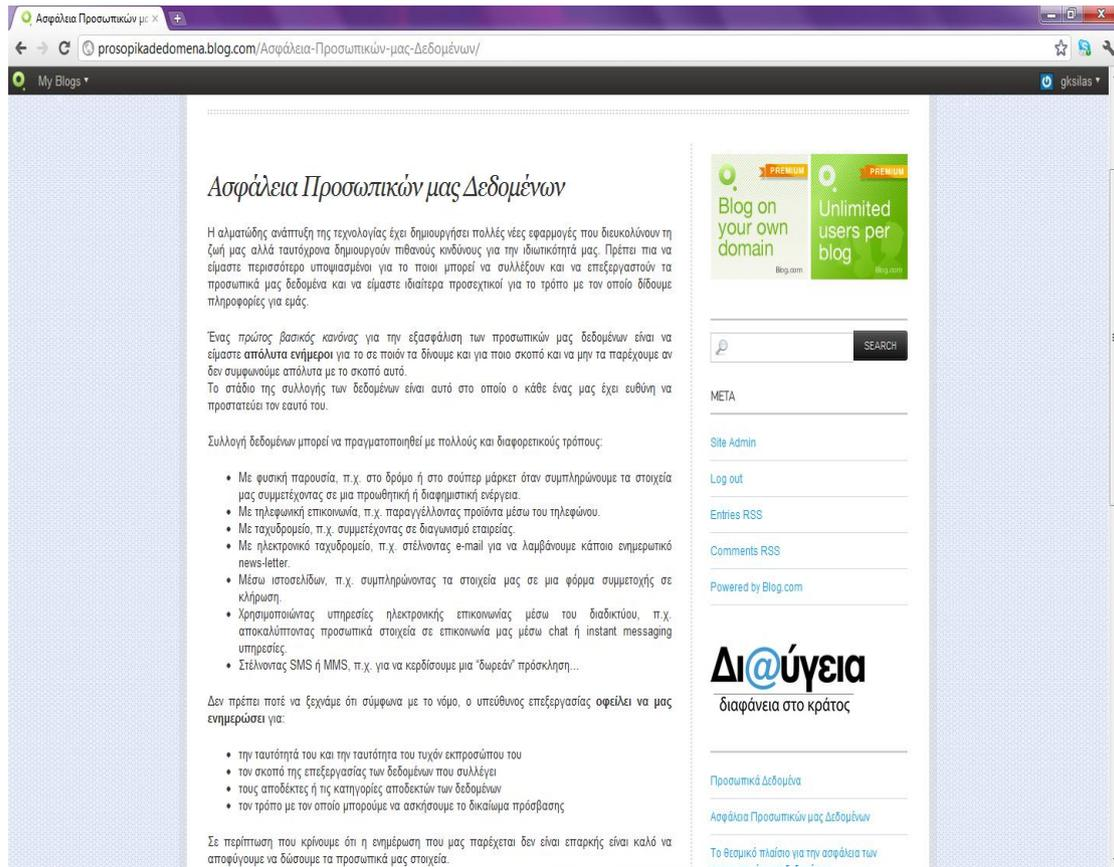 Ασφάλεια Προσωπικών μα
prosopikadedomena.blog.com/Ασφάλεια-Προσωπικών-μας-Δεδομένων/
My Blogs
gksilas
Ασφάλεια Προσωπικών μας Δεδομένων
Η αλματώδης ανάπτυξη της τεχνολογίας έχει δημιουργήσει πολλές νέες εφαρμογές που διευκολύνουν τη
ζωή μας αλλά ταυτόχρονα δημιουργούν πιθανούς κινδύνους για την ιδιωτικότητά μας. Πρέπει πια να
είμαστε περισσότερο υποψιασμένοι για το ποιοι μπορεί να συλλέξουν και να επεξεργαστούν τα
προσωπικά μας δεδομένα και να είμαστε ιδιαίτερα προσεχτικοί για το τρόπο με τον οποίο δίδουμε
πληροφορίες για εμάς.
Ένας πρώτος βασικός κανόνας για την εξασφάλιση των προσωπικών μας δεδομένων είναι να
είμαστε απόλυτα ενήμεροι για το σε ποιόν τα δίνουμε και για ποιο σκοπό και να μην τα παρέχουμε αν
δεν συμφωνούμε απόλυτα με το σκοπό αυτό.
Το στάδιο της συλλογής των δεδομένων είναι αυτό στο οποίο ο κάθε ένας μας έχει ευθύνη να
προστατεύει τον εαυτό του.
Συλλογή δεδομένων μπορεί να πραγματοποιηθεί με πολλούς και διαφορετικούς τρόπους:
• Με φυσική παρουσία, π.χ. στο δρόμο ή στο σούπερ μάρκετ όταν συμπληρώνουμε τα στοιχεία
μας συμμετέχοντας σε μια προωθητική ή διαφημιστική ενέργεια.
• Με τηλεφωνική επικοινωνία, π.χ. παραγγέλλοντας προϊόντα μέσω του τηλεφώνου.
• Με ταχυδρομείο, π.χ. συμμετέχοντας σε διαγωνισμό εταιρείας.
• Με ηλεκτρονικό ταχυδρομείο, π.χ. στέλνοντας e-mail για να λαμβάνουμε κάποιο ενημερωτικό
news-letter.
• Μέσω ιστοσελίδων, π.χ. συμπληρώνοντας τα στοιχεία μας σε μια φόρμα συμμετοχής σε
κλήρωση.
• Χρησιμοποιώντας υπηρεσίες ηλεκτρονικής επικοινωνίας μέσω του διαδικτύου, π.χ.
αποκαλύπτοντας προσωπικά στοιχεία σε επικοινωνία μας μέσω chat ή instant messaging
υπηρεσίες.
• Στέλνοντας SMS ή MMS, π.χ. για να κερδίσουμε μια “δωρεάν” πρόσκληση…
Δεν πρέπει ποτέ να ξεχνάμε ότι σύμφωνα με το νόμο, ο υπεύθυνος επεξεργασίας οφείλει να μας
ενημερώσει για:
• την ταυτότητά του και την ταυτότητα του τυχόν εκπροσώπου του
• τον σκοπό της επεξεργασίας των δεδομένων που συλλέγει
• τους αποδέκτες ή τις κατηγορίες αποδεκτών των δεδομένων
• τον τρόπο με τον οποίο μπορούμε να ασκήσουμε το δικαίωμα πρόσβασης
Σε περίπτωση που κρίνουμε ότι η ενημέρωση που μας παρέχεται δεν είναι επαρκής είναι καλό να
αποφύγουμε να δώσουμε τα προσωπικά μας στοιχεία.
PREMIUM
Blog on
your own
domain
Blog.com
PREMIUM
Unlimited
users per
blog
Blog.com
SEARCH
META
Site Admin
Log out
Entries RSS
Comments RSS
Powered by Blog.com
Δι@ύγεια
διαφάνεια στο κράτος
Προσωπικά Δεδομένα
Ασφάλεια Προσωπικών μας Δεδομένων
Το θεσμικό πλαίσιο για την ασφάλεια των